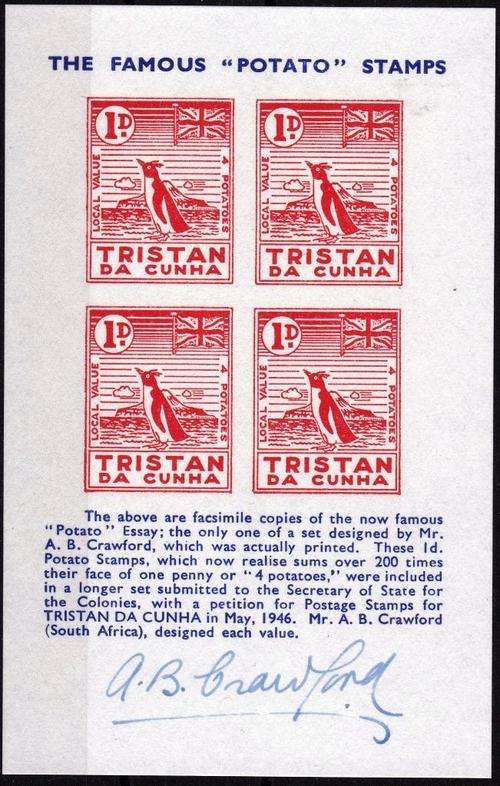 THE FAMOUS "POTATO" STAMPS
1D.
LOCAL VALUE
4 POTATOES
TRISTAN
DA CUNHA
1D.
LOCAL VALUE
4 POTATOES
TRISTAN
DA CUNHA
1D.
LOCAL VALUE
4 POTATOES
TRISTAN
DA CUNHA
1D.
LOCAL VALUE
4 POTATOES
TRISTAN
DA CUNHA
The above are facsimile copies of the now famous
"Potato" Essay; the only one of a set designed by Mr.
A. B. Crawford, which was actually printed. These 1d.
Potato Stamps, which now realise sums over 200 times
their face of one penny or "4 potatoes," were included
in a longer set submitted to the Secretary of State for
the Colonies, with a petition for Postage Stamps for
TRISTAN DA CUNHA in May, 1946. Mr. A. B. Crawford
(South Africa), designed each value.
A.B. Crawford